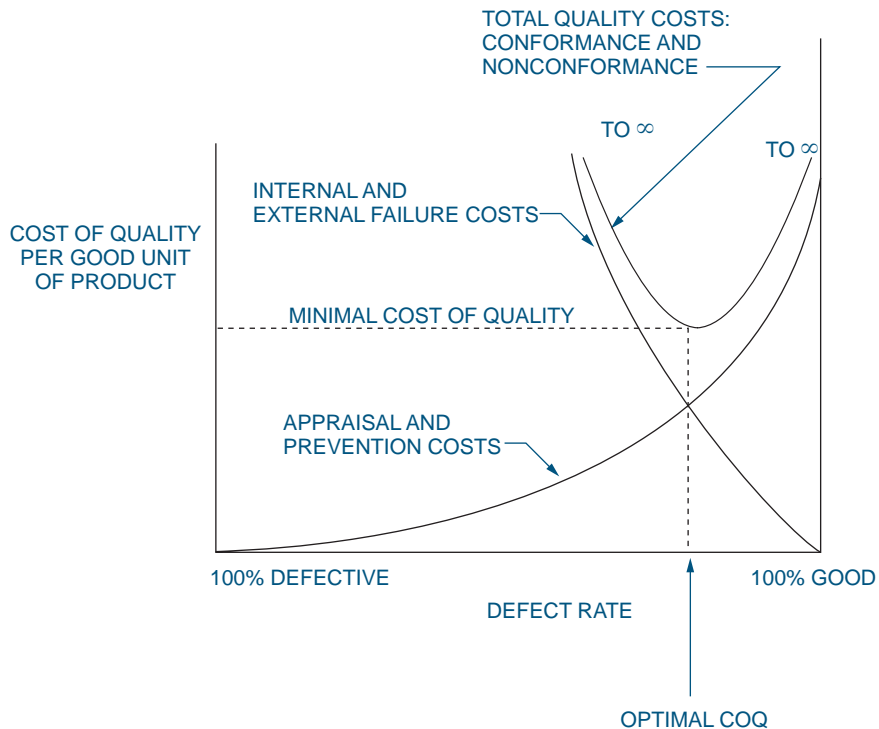 TOTAL QUALITY COSTS:
CONFORMANCE AND
NONCONFORMANCE
TO ∞
TO ∞
INTERNAL AND
EXTERNAL FAILURE COSTS
COST OF QUALITY
PER GOOD UNIT
OF PRODUCT
MINIMAL COST OF QUALITY
APPRAISAL AND
PREVENTION COSTS
100% DEFECTIVE
100% GOOD
DEFECT RATE
OPTIMAL COQ